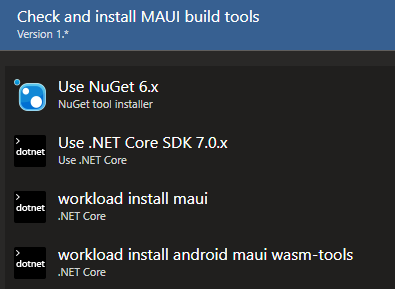 Check and install MAUI build tools
Version 1.*
Use NuGet 6.x
NuGet tool installer
>
dotnet
Use .NET Core SDK 7.0.x
Use .NET Core
>
dotnet
workload install maui
.NET Core
>
dotnet
workload install android maui wasm-tools
.NET Core